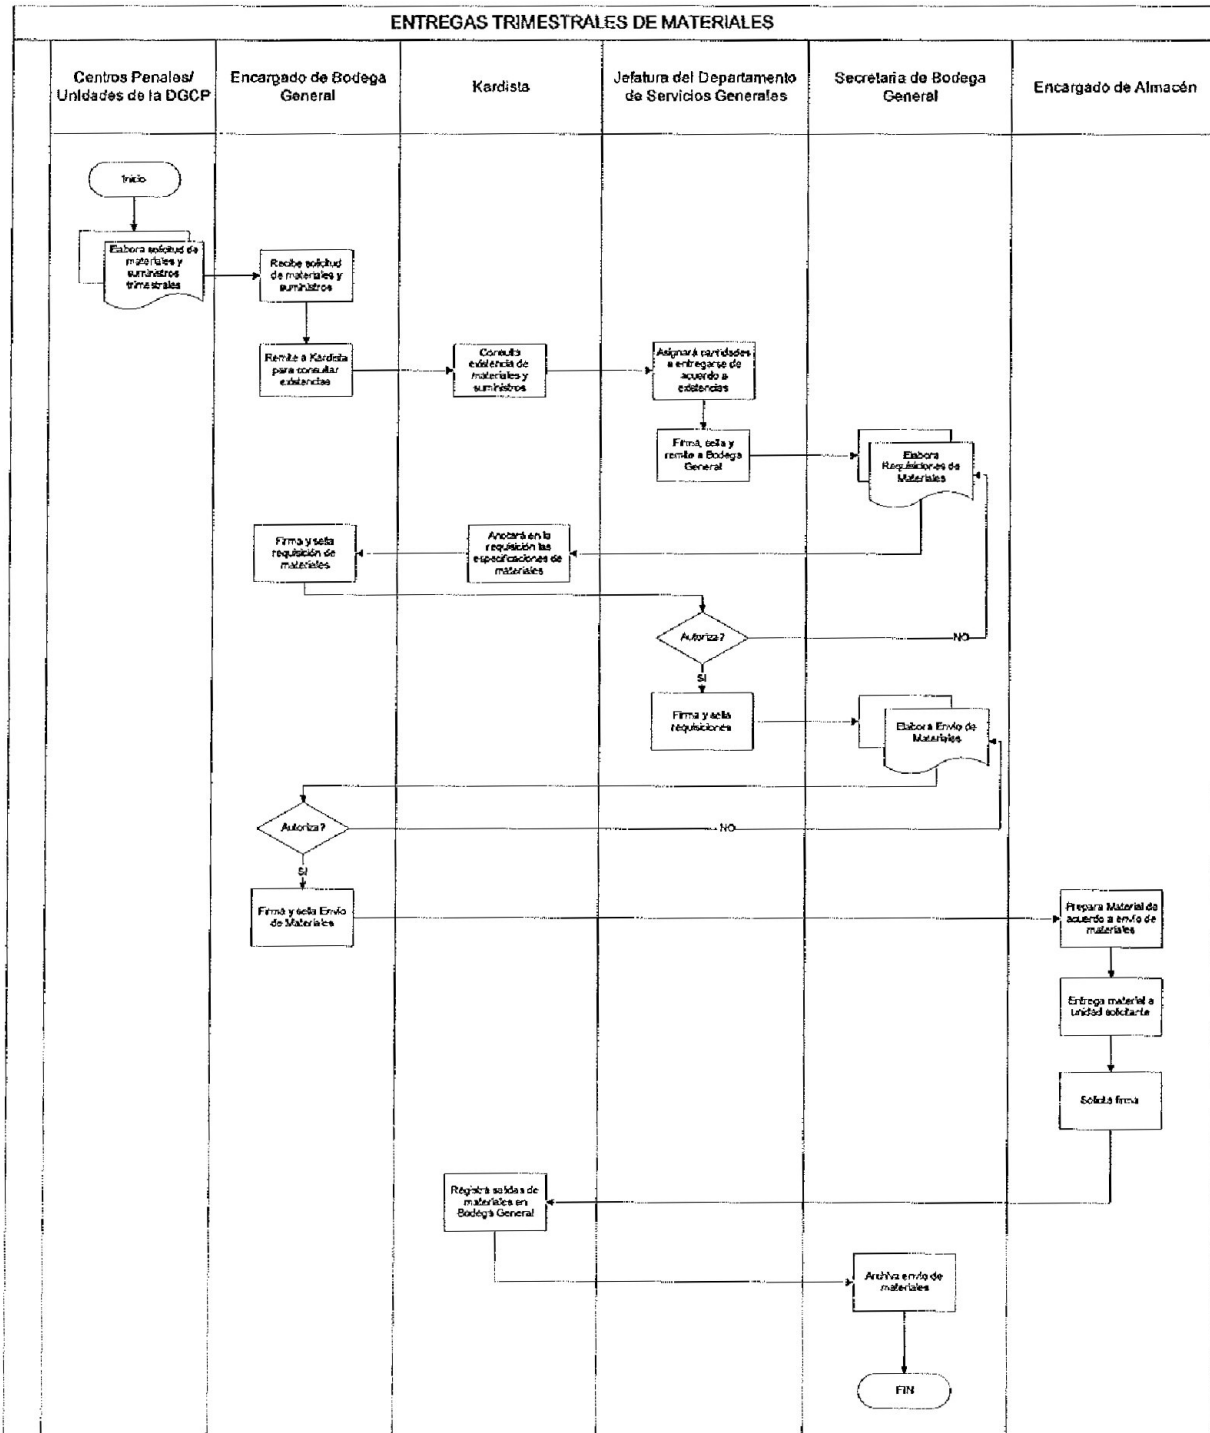 ENTREGAS TRIMESTRALES DE MATERIALES
Centros Penales/
Unidades de la DGCP
Encargado de Bodega
General
Kardista
Jefatura del Departamento
de Servicios Generales
Secretaria de Bodega
General
Encargado de Almacén
Inicio
Elabora solicitud de
materiales y
suministros
trimestrales
Recibe solicitud
de materiales y
suministros
Remite a Kardista
para consultar
existencias
Consulta
existencia de
materiales y
suministros
Asignará cantidades
a entregarse de
acuerdo a
existencias
Firma, sella y
remite a Bodega
General
Elabora
Requisiciones de
Materiales
Firma y sella
requisición de
materiales
Anotará en la
requisición las
especificaciones de
materiales
Autoriza?
NO
SI
Firma y sella
requisiciones
Elabora Envío de
Materiales
Autoriza?
NO
SI
Firma y sella Envío
de Materiales
Prepara Material de
acuerdo a envío de
materiales
Entrega material a
unidad solicitante
Solicita firma
Registra salidas de
materiales en
Bodega General
Archiva envío de
materiales
FIN